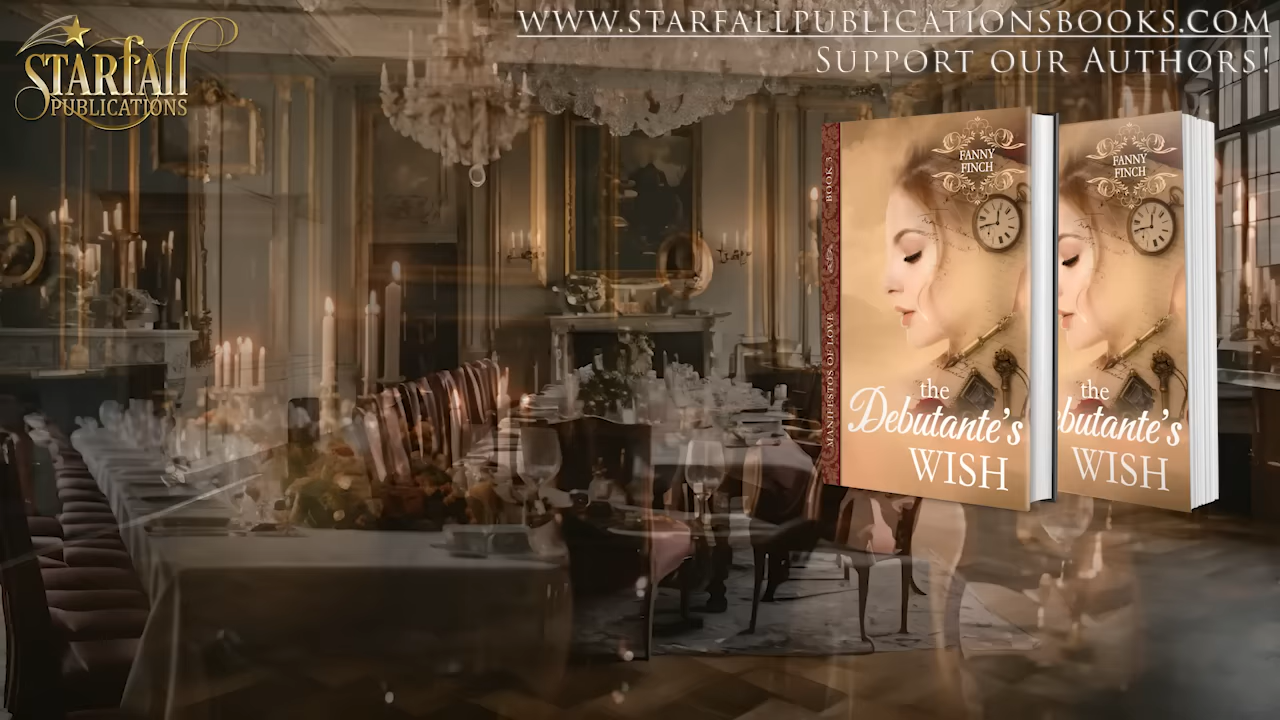 STARfall
PUBLICATIONS
WWW.STARFALLPUBLICATIONSBOOKS.COM
SUPPORT OUR AUTHORS!
BOOK 3
MANIFESTOS OF LOVE
FANNY
FINCH
the
Debutante's
WISH
FANNY
FINCH
the
ebutante's
WISH